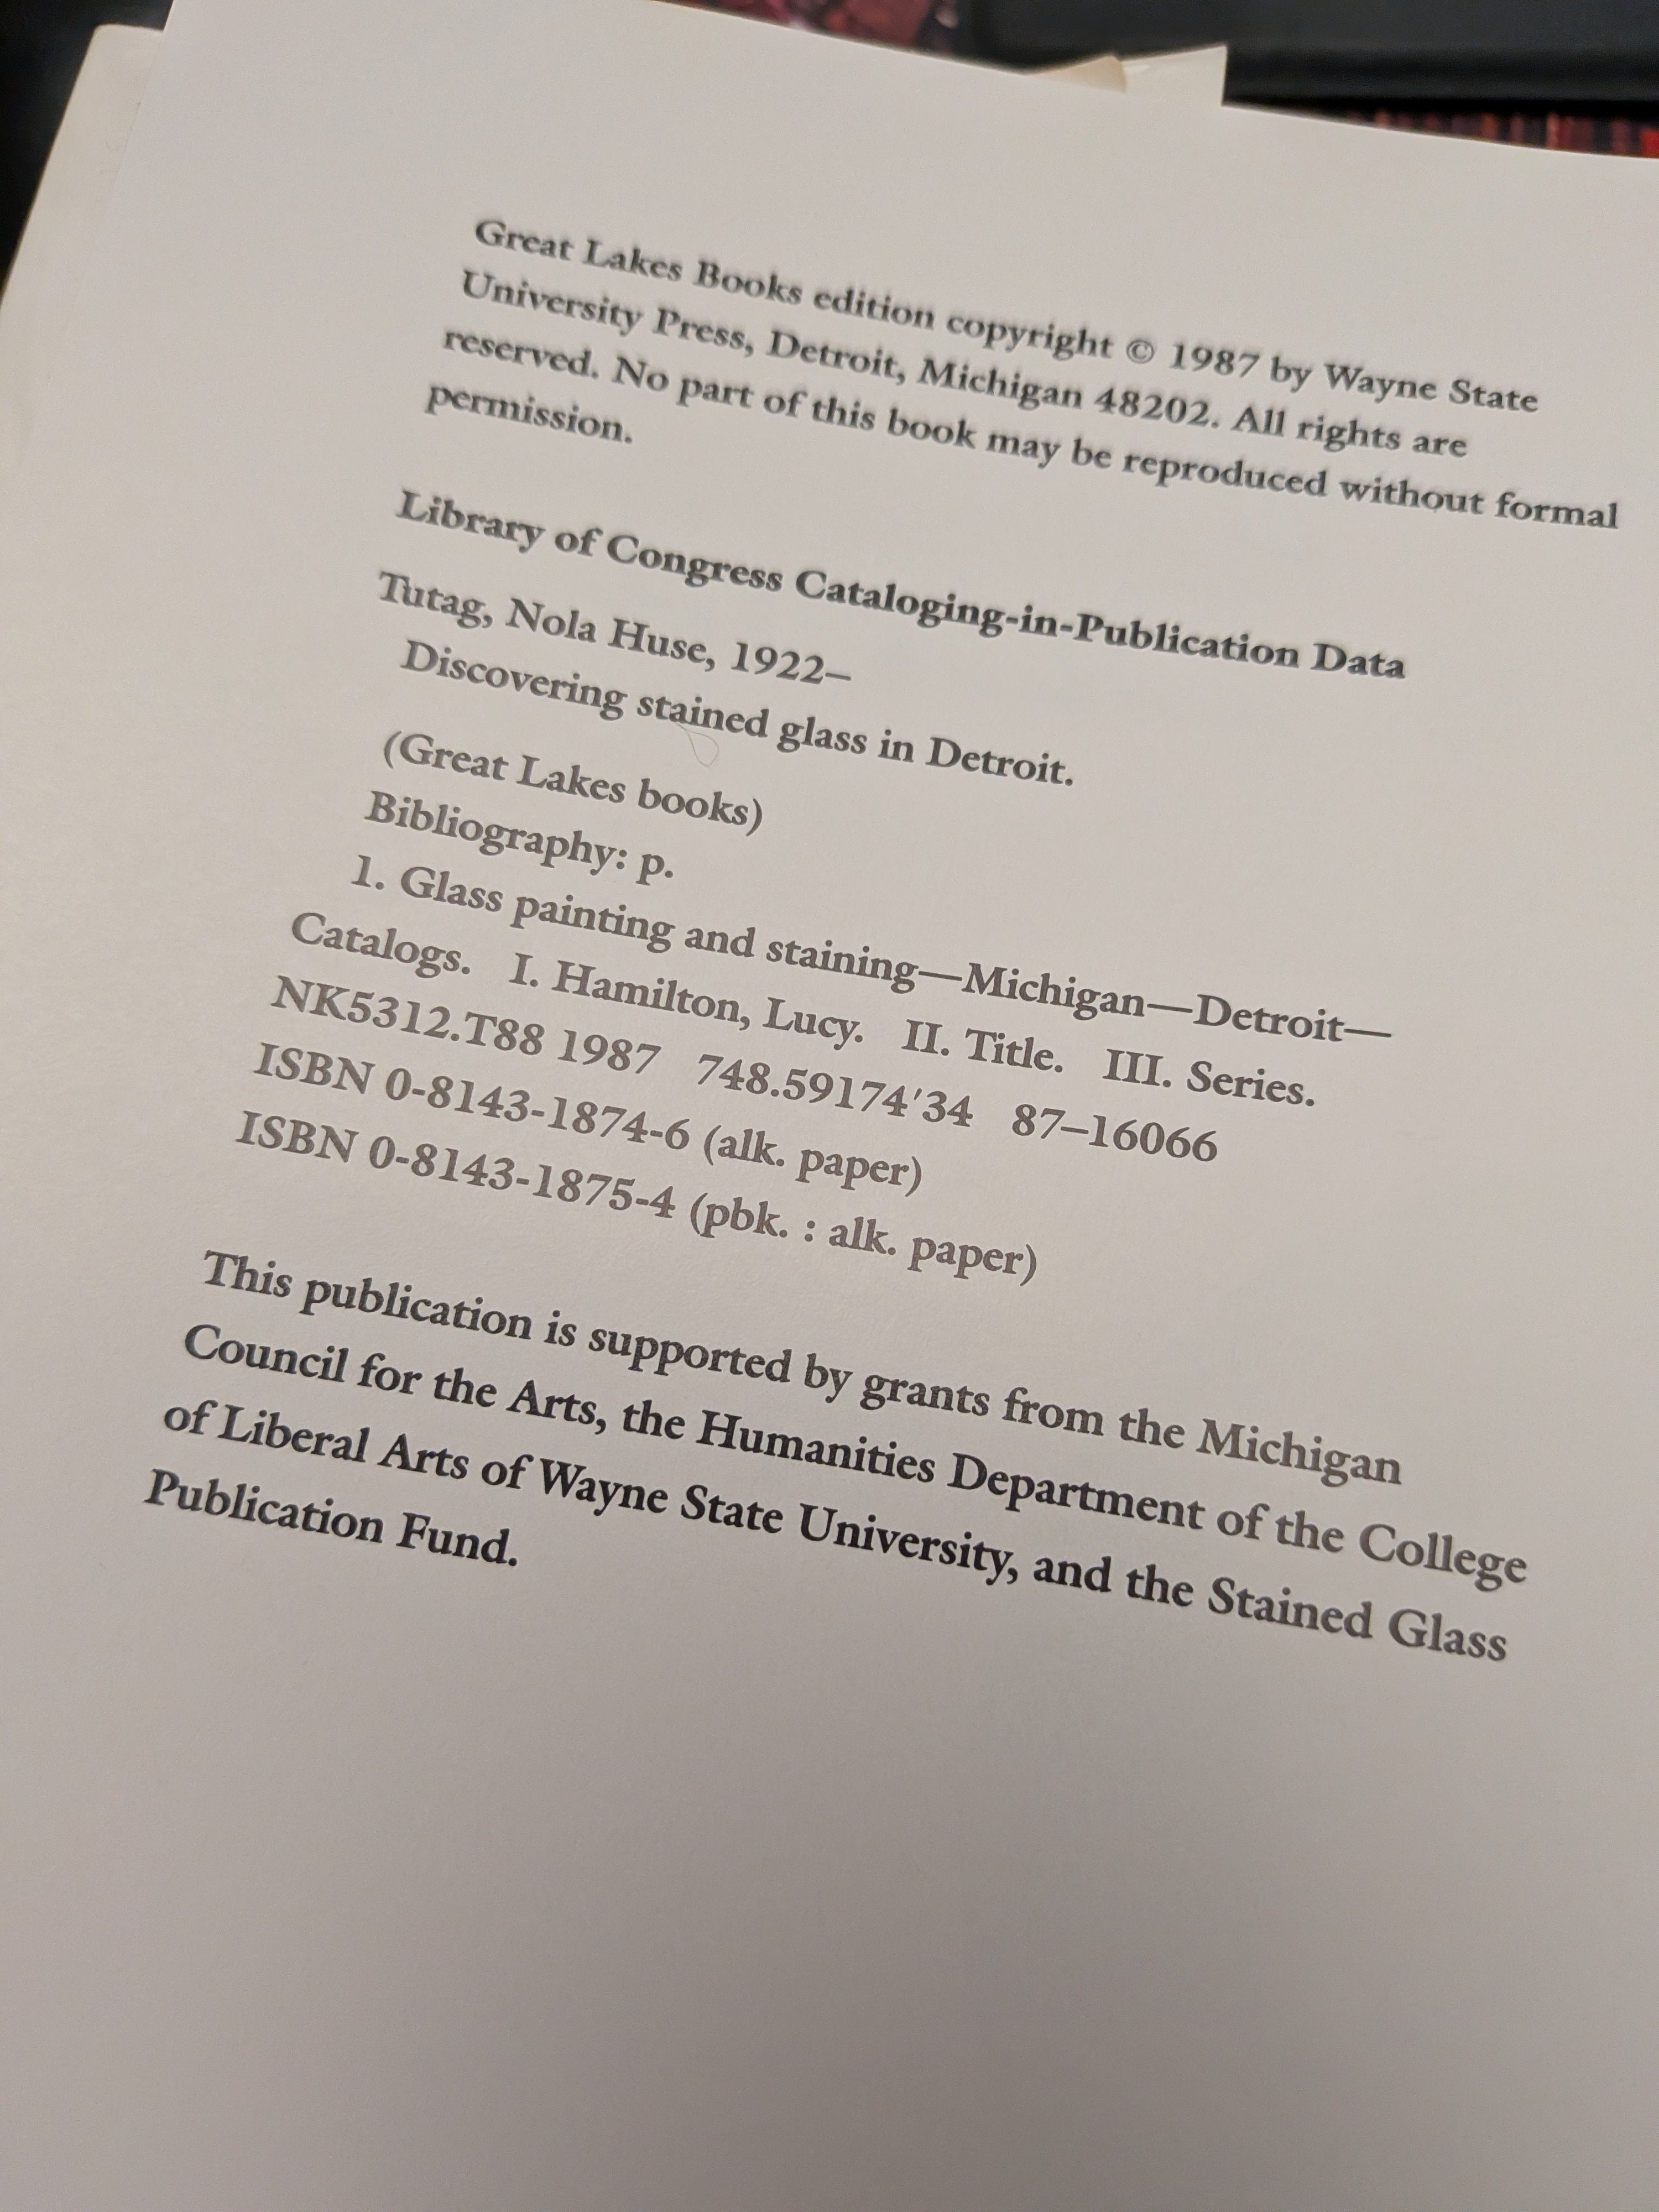 Great Lakes Books edition copyright © 1987 by Wayne State
University Press, Detroit, Michigan 48202. All rights are
reserved. No part of this book may be reproduced without formal
permission.
Library of Congress Cataloging-in-Publication Data
Tutag, Nola Huse, 1922–
Discovering stained glass in Detroit.
(Great Lakes books)
Bibliography: p.
1. Glass painting and staining—Michigan—Detroit—
Catalogs. I. Hamilton, Lucy. II. Title. III. Series.
NK5312.T88 1987 748.59174′34 87–16066
ISBN 0-8143-1874-6 (alk. paper)
ISBN 0-8143-1875-4 (pbk. : alk. paper)
This publication is supported by grants from the Michigan
Council for the Arts, the Humanities Department of the College
of Liberal Arts of Wayne State University, and the Stained Glass
Publication Fund.